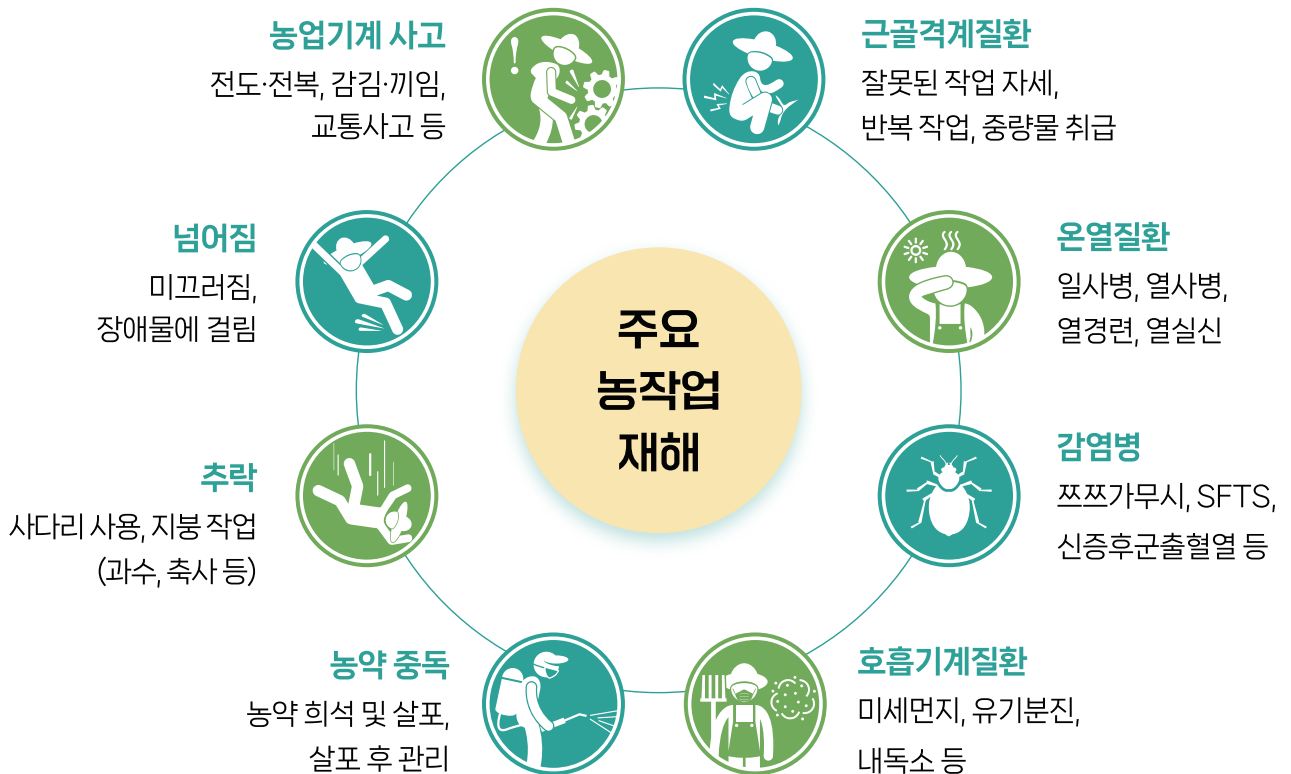 주요
농작업
재해
농업기계 사고
전도·전복, 감김·끼임,
교통사고 등
근골격계질환
잘못된 작업 자세,
반복 작업, 중량물 취급
넘어짐
미끄러짐,
장애물에 걸림
온열질환
일사병, 열사병,
열경련, 열실신
추락
사다리 사용, 지붕 작업
(과수, 축사 등)
감염병
쯔쯔가무시, SFTS,
신증후군출혈열 등
농약 중독
농약 희석 및 살포,
살포 후 관리
호흡기계질환
미세먼지, 유기분진,
내독소 등